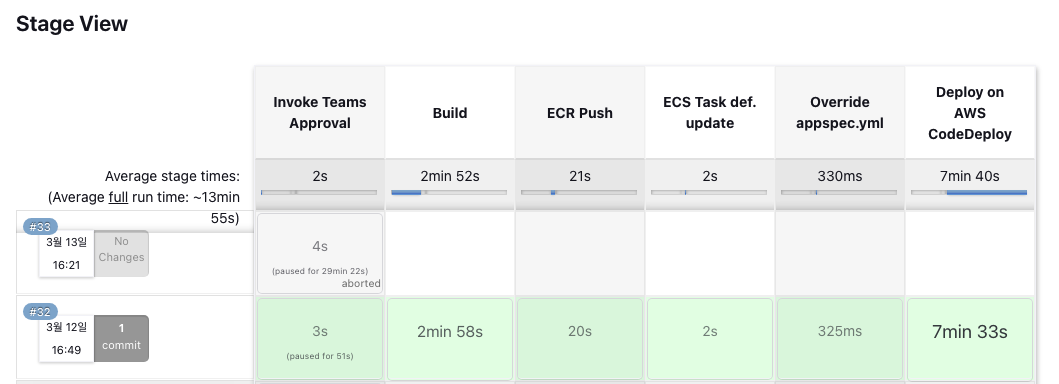 Stage View
Invoke Teams
Approval
Build
ECR Push
ECS Task def.
update
Override
appspec.yml
Deploy on
AWS
CodeDeploy
Average stage times:
(Average full run time: ~13min
55s)
2s
2min 52s
21s
2s
330ms
7min 40s
#33
3월 13일
16:21
No
Changes
4s
(paused for 29min 22s)
aborted
#32
3월 12일
16:49
1
commit
3s
(paused for 51s)
2min 58s
20s
2s
325ms
7min 33s